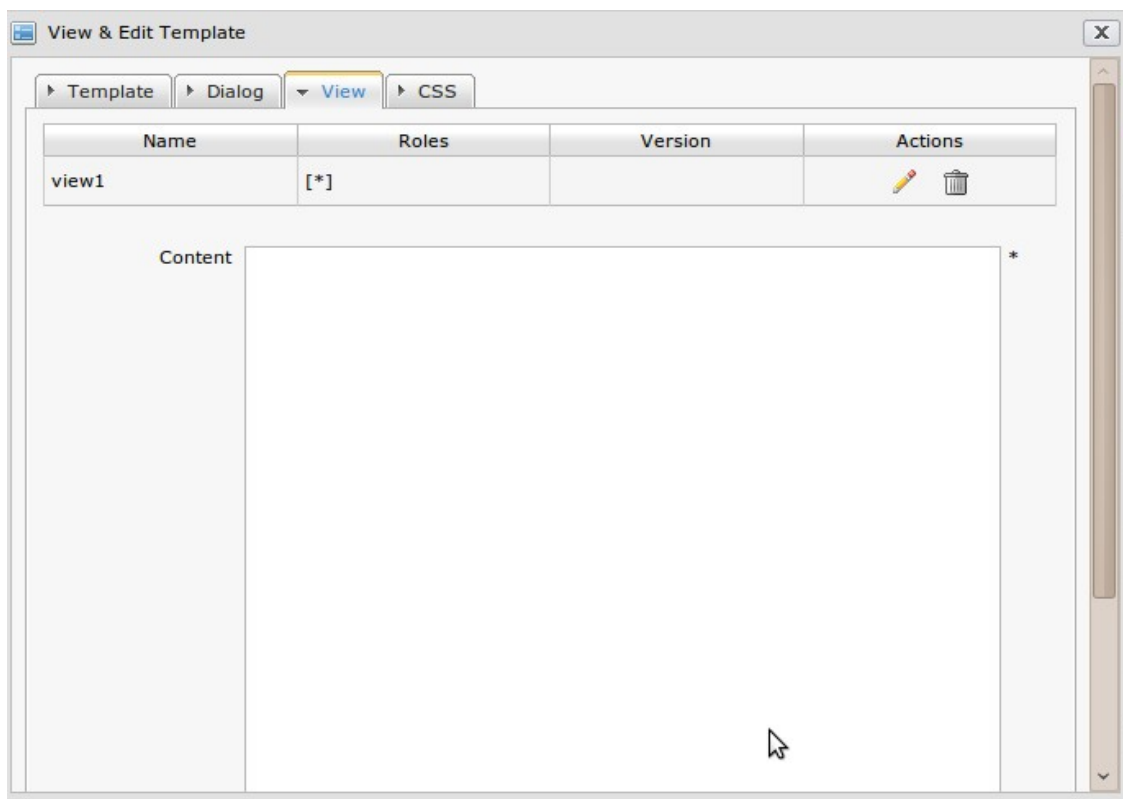 View & Edit Template
Template Dialog View CSS
Name Roles Version Actions
view1 [*]
Content *